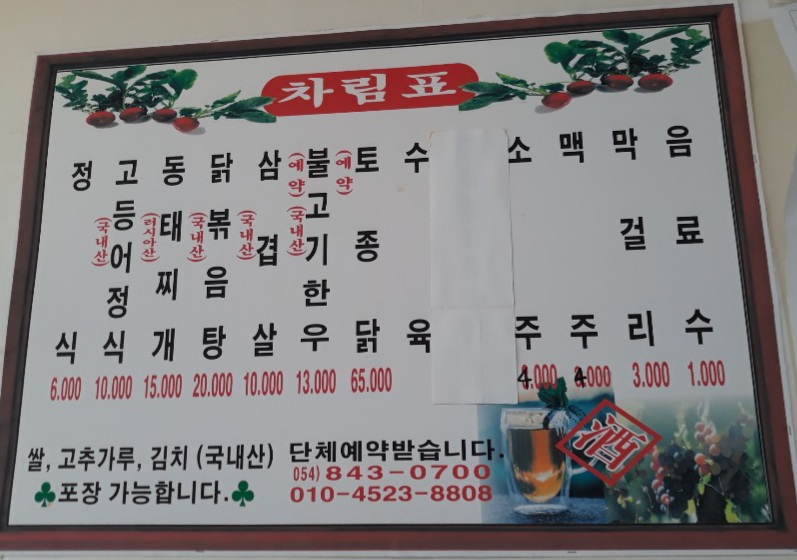 차림표
정식 6.000
고등어정식 (국내산) 10.000
동태찌개 (러시아산) 15.000
닭볶음탕 (국내산) 20.000
삼겹살 (국내산) 10.000
불고기한우 (예약) (국내산) 13.000
토종닭 (예약) 65.000
수육
소주 4.000
맥주 4.000
막걸리 3.000
음료수 1.000
쌀, 고추가루, 김치 (국내산)
♣포장 가능합니다.♣
단체예약받습니다.
054) 843-0700
010-4523-8808
酒